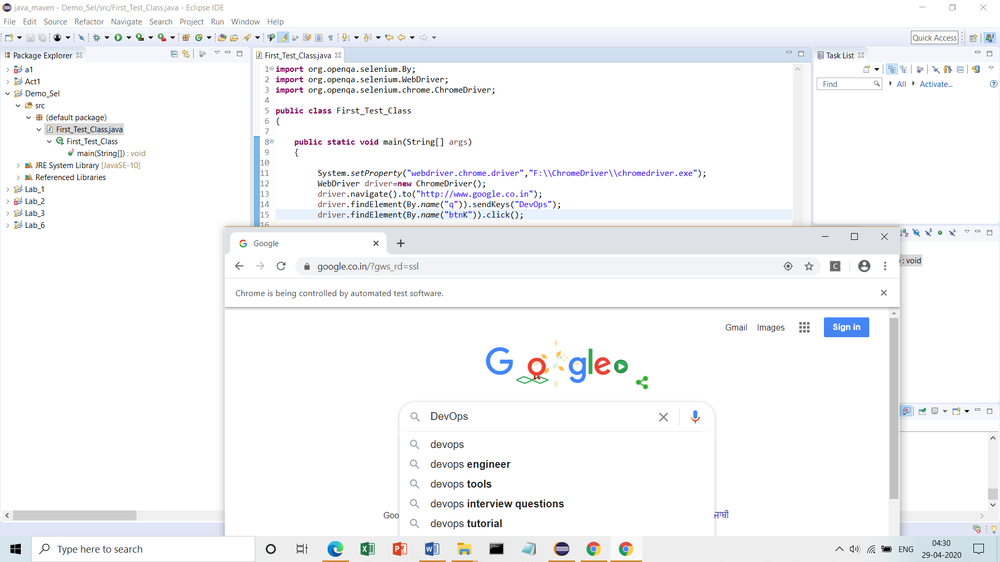 java_maven - Demo_Sel/src/First_Test_Class.java - Eclipse IDE
File Edit Source Refactor Navigate Search Project Run Window Help
Quick Access
Package Explorer
a1
Act1
Demo_Sel
src
(default package)
First_Test_Class.java
First_Test_Class
main(String[]) : void
JRE System Library [JavaSE-10]
Referenced Libraries
Lab_1
Lab_2
Lab_3
Lab_6
First_Test_Class.java
1 import org.openqa.selenium.By;
2 import org.openqa.selenium.WebDriver;
3 import org.openqa.selenium.chrome.ChromeDriver;
4
5 public class First_Test_Class
6 {
7
8 public static void main(String[] args)
9 {
10
11 System.setProperty("webdriver.chrome.driver","F:\\ChromeDriver\\chromedriver.exe");
12 WebDriver driver=new ChromeDriver();
13 driver.navigate().to("http://www.google.co.in");
14 driver.findElement(By.name("q")).sendKeys("DevOps");
15 driver.findElement(By.name("btnK")).click();
16
Task List
Find All Activate...
) : void
Google
google.co.in/?gws_rd=ssl
C
Chrome is being controlled by automated test software.
Gmail Images Sign in
Google
DevOps
devops
devops engineer
devops tools
devops interview questions
devops tutorial
Goo
ਜਾਬੀ
Type here to search
ENG
04:30
29-04-2020